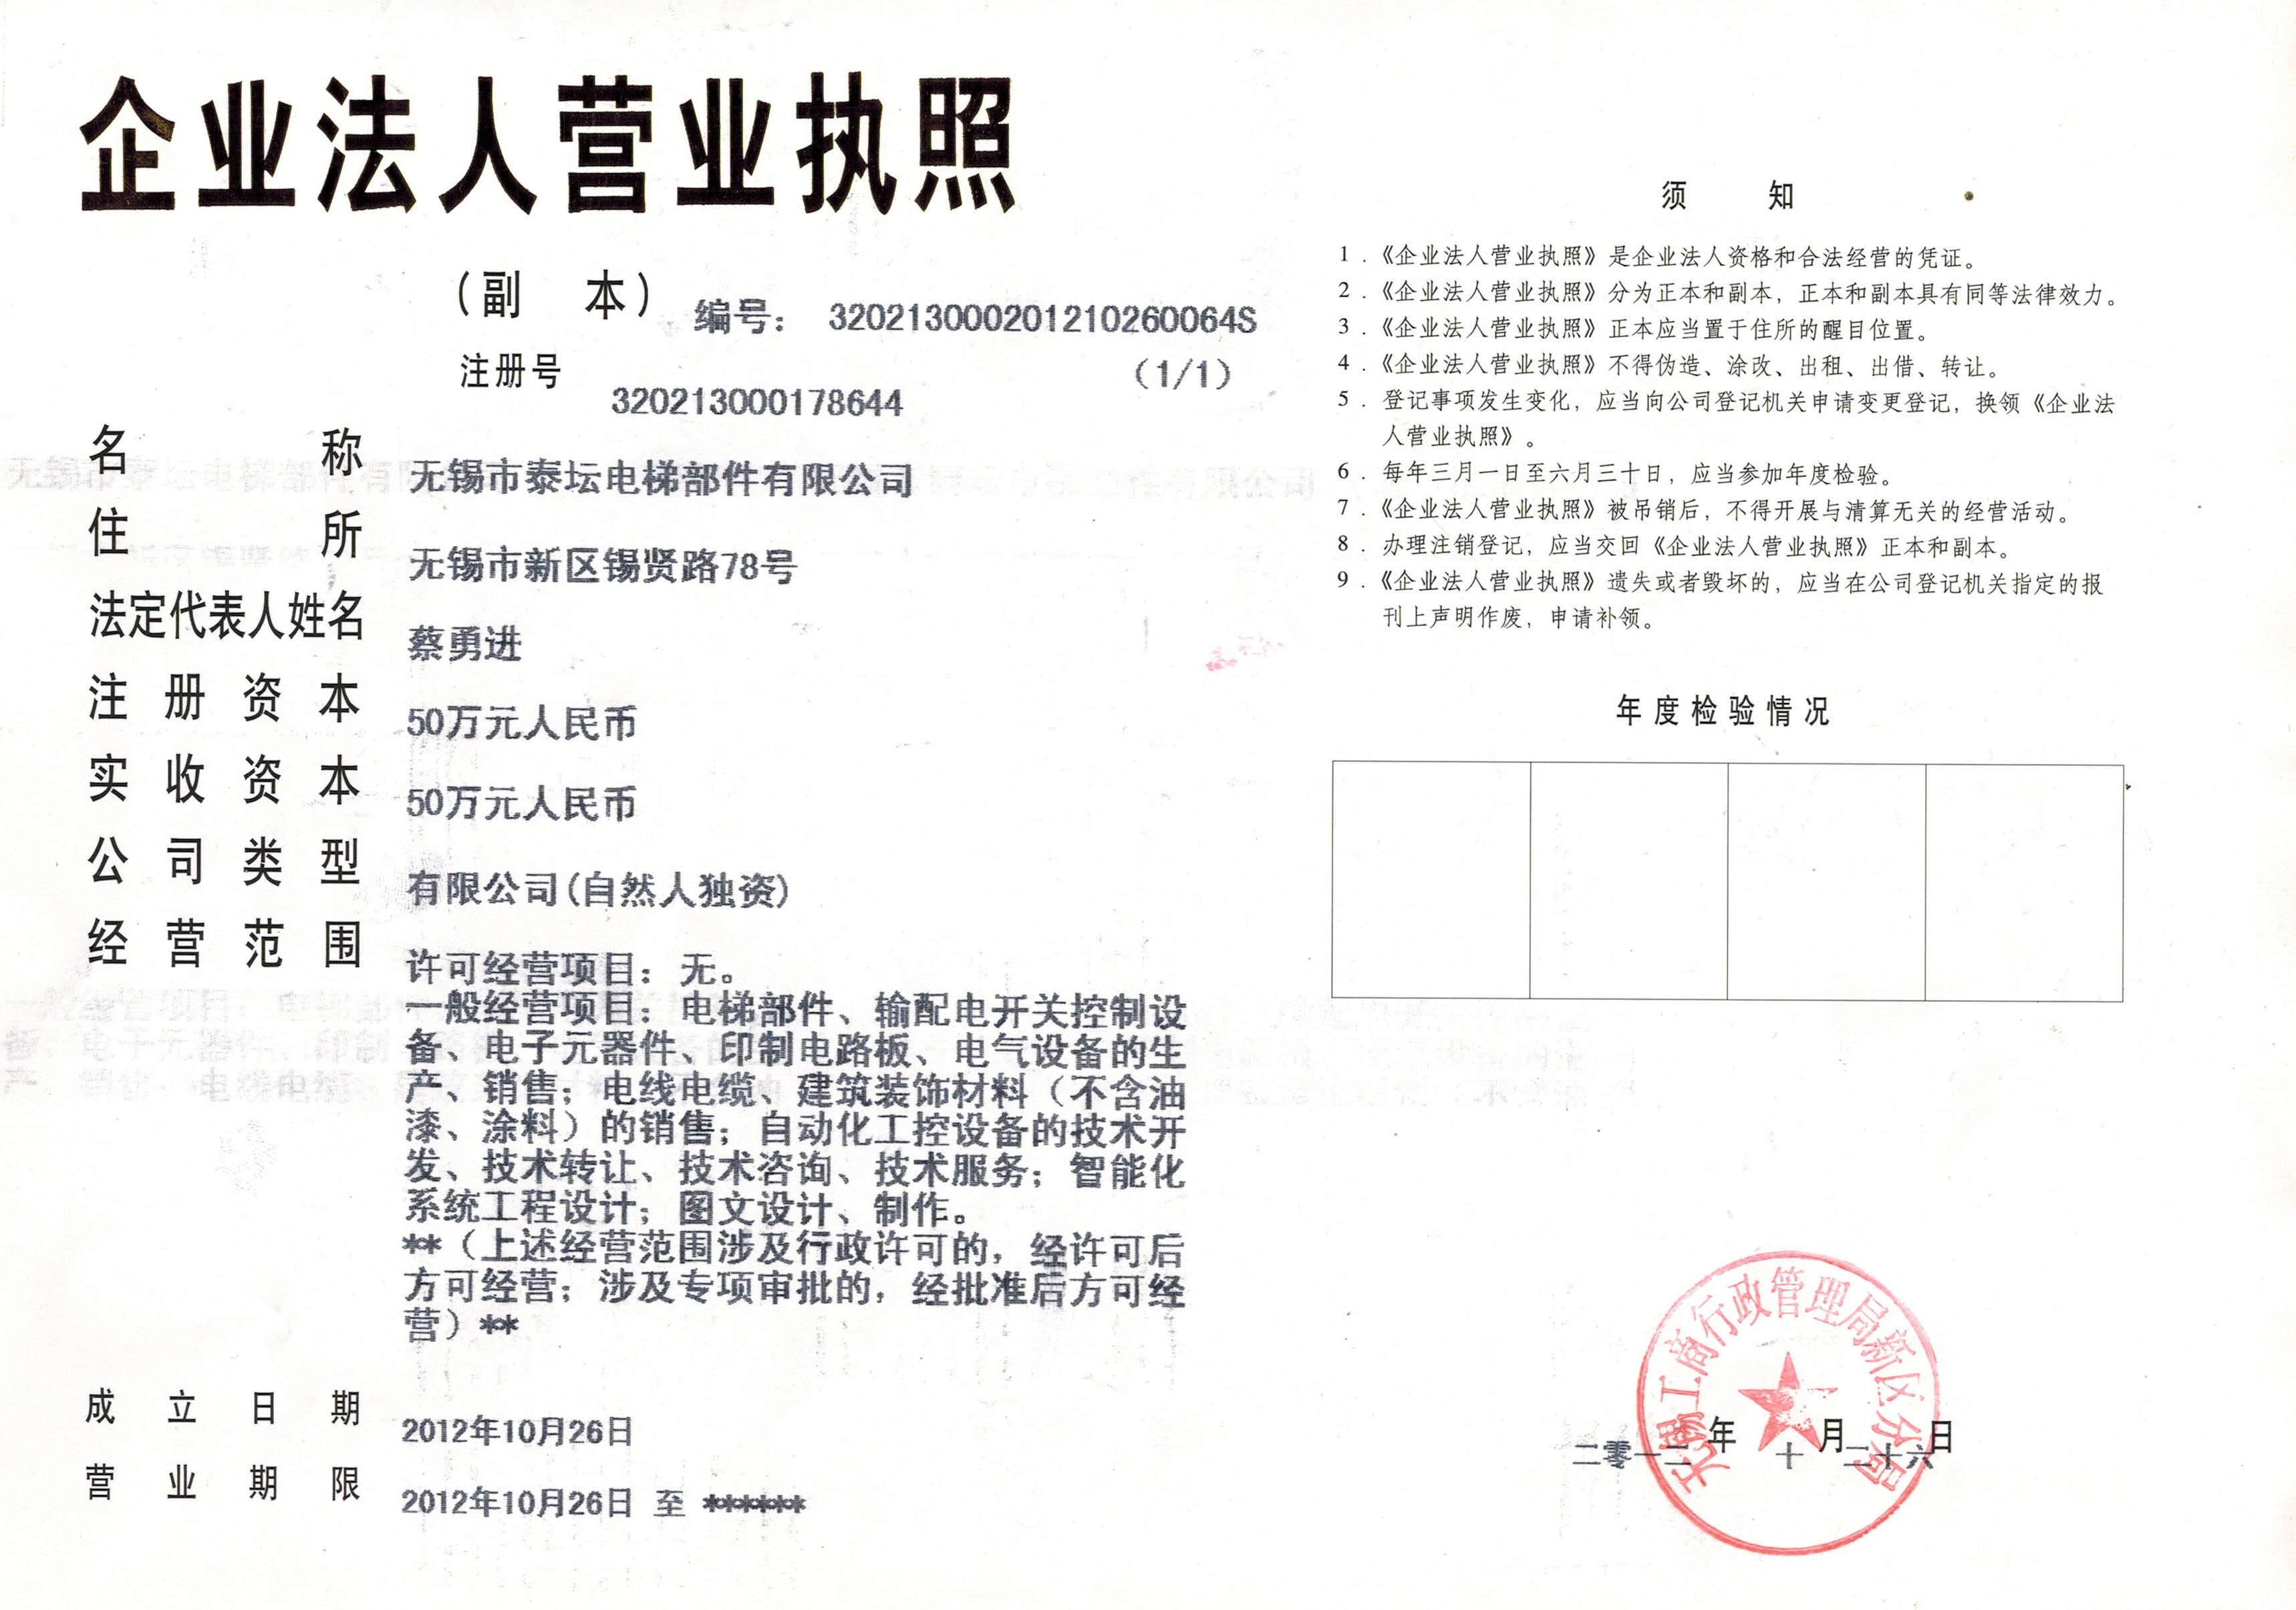 企业法人营业执照
（副 本）
编号： 320213000201210260064S
注册号
320213000178644
（1/1）
名称
无锡市泰坛电梯部件有限公司
住所
无锡市新区锡贤路78号
法定代表人姓名
蔡勇进
注册资本
50万元人民币
实收资本
50万元人民币
公司类型
有限公司(自然人独资)
经营范围
许可经营项目：无。
一般经营项目：电梯部件、输配电开关控制设
备、电子元器件、印制电路板、电气设备的生
产、销售；电线电缆、建筑装饰材料（不含油
漆、涂料）的销售；自动化工控设备的技术开
发、技术转让、技术咨询、技术服务；智能化
系统工程设计；图文设计、制作。
**（上述经营范围涉及行政许可的，经许可后
方可经营；涉及专项审批的，经批准后方可经
营）**
成立日期
2012年10月26日
营业期限
2012年10月26日 至 ******
须知
1．《企业法人营业执照》是企业法人资格和合法经营的凭证。
2．《企业法人营业执照》分为正本和副本，正本和副本具有同等法律效力。
3．《企业法人营业执照》正本应当置于住所的醒目位置。
4．《企业法人营业执照》不得伪造、涂改、出租、出借、转让。
5．登记事项发生变化，应当向公司登记机关申请变更登记，换领《企业法
人营业执照》。
6．每年三月一日至六月三十日，应当参加年度检验。
7．《企业法人营业执照》被吊销后，不得开展与清算无关的经营活动。
8．办理注销登记，应当交回《企业法人营业执照》正本和副本。
9．《企业法人营业执照》遗失或者毁坏的，应当在公司登记机关指定的报
刊上声明作废，申请补领。
年度检验情况
无锡工商行政管理局新区分局
二零一二年十月二十六日